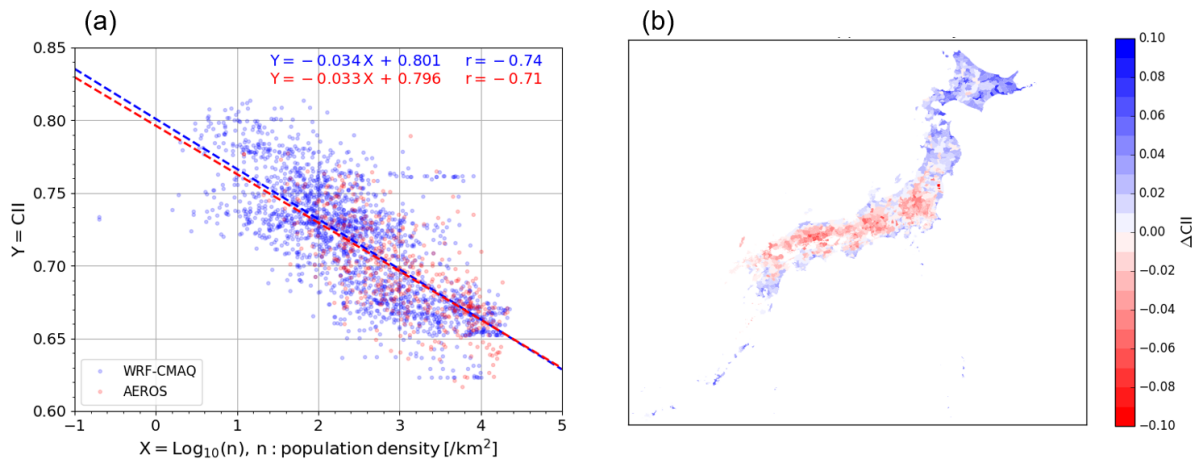 (a)
Y = −0.034 X + 0.801 r = −0.74
Y = −0.033 X + 0.796 r = −0.71
0.85
0.80
0.75
0.70
0.65
0.60
Y = CII
WRF-CMAQ
AEROS
−1 0 1 2 3 4 5
X = Log₁₀(n), n : population density [/km²]
(b)
0.10
0.08
0.06
0.04
0.02
0.00
−0.02
−0.04
−0.06
−0.08
−0.10
△CII